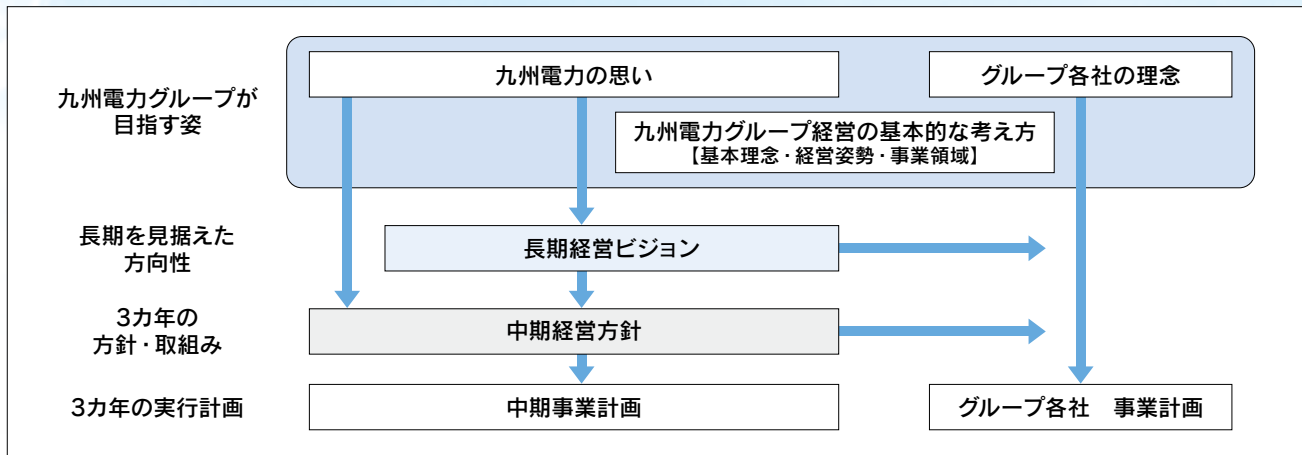 九州電力の思い
グループ各社の理念
九州電力グループが
目指す姿
九州電力グループ経営の基本的な考え方
【基本理念・経営姿勢・事業領域】
長期を見据えた
方向性
長期経営ビジョン
3カ年の
方針・取組み
中期経営方針
3カ年の実行計画
中期事業計画
グループ各社　事業計画